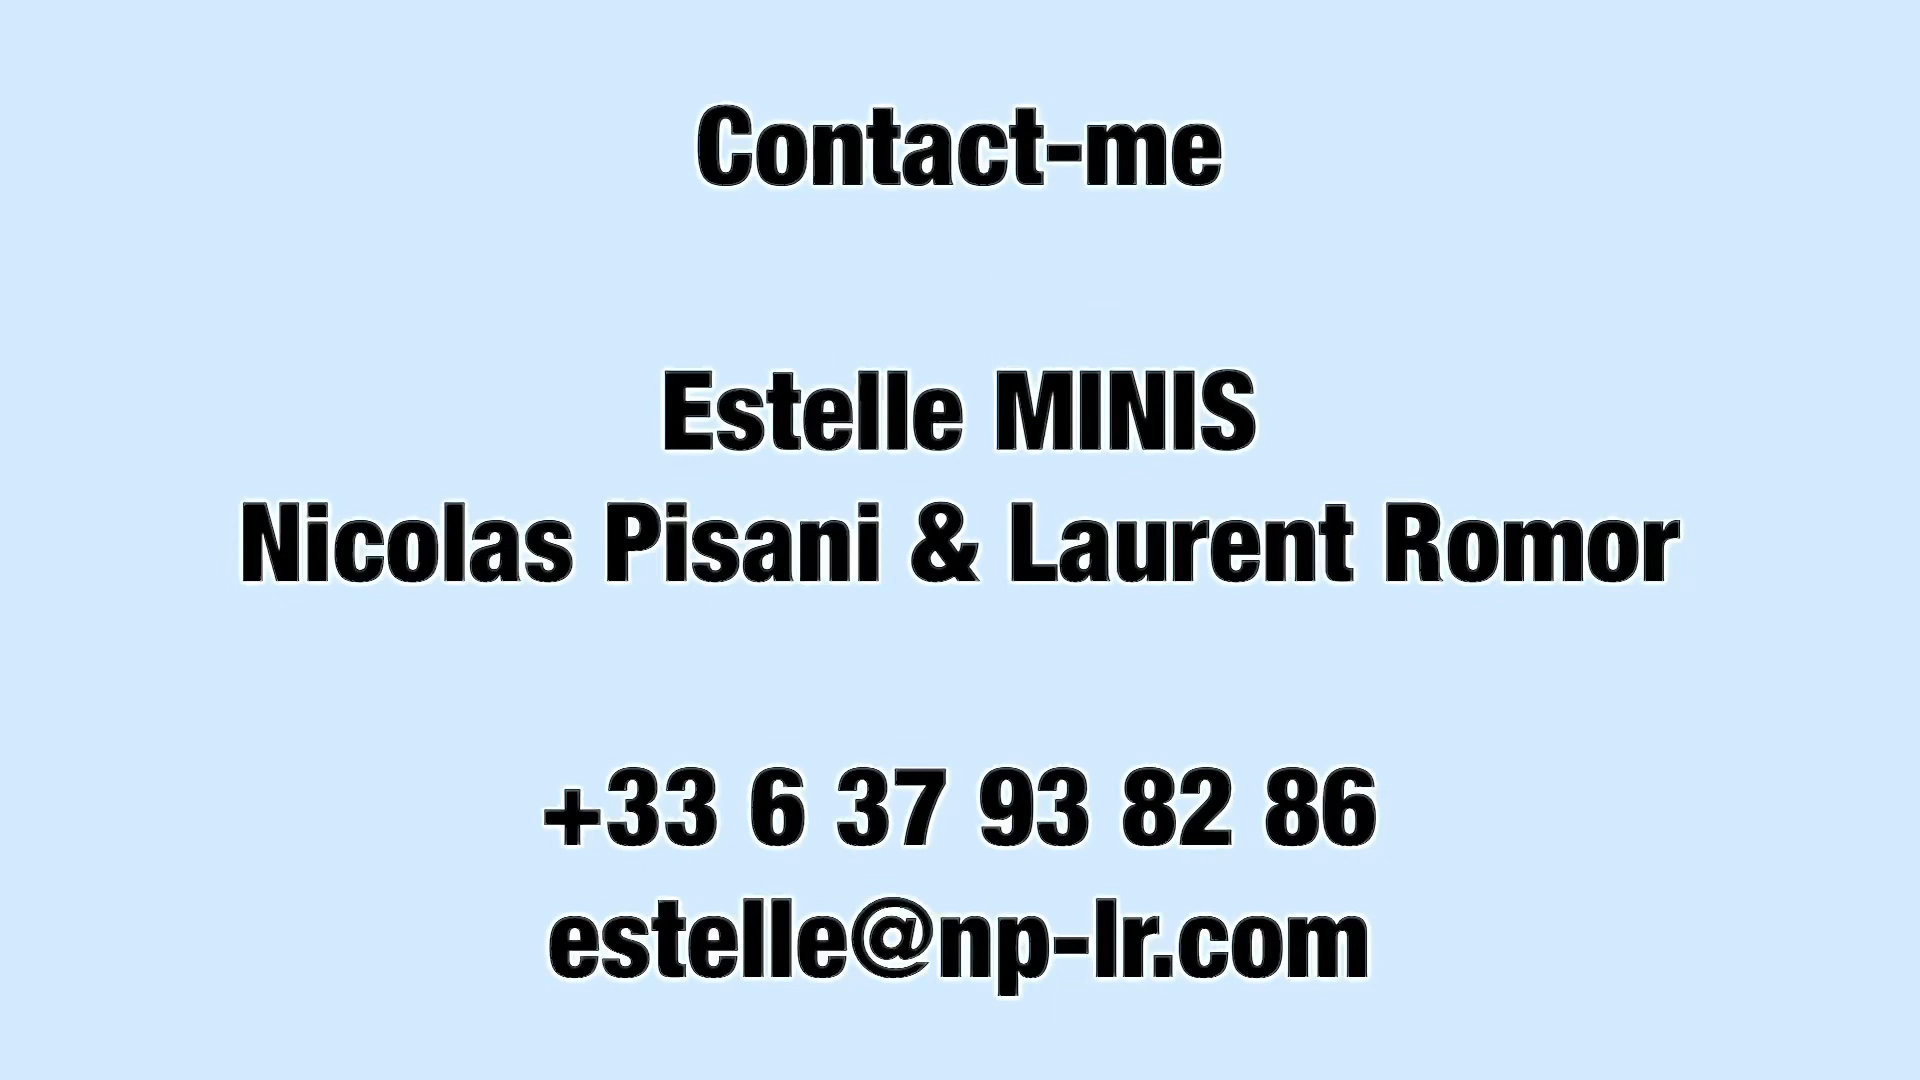 Contact-me
Estelle MINIS
Nicolas Pisani & Laurent Romor
+33 6 37 93 82 86
estelle@np-lr.com